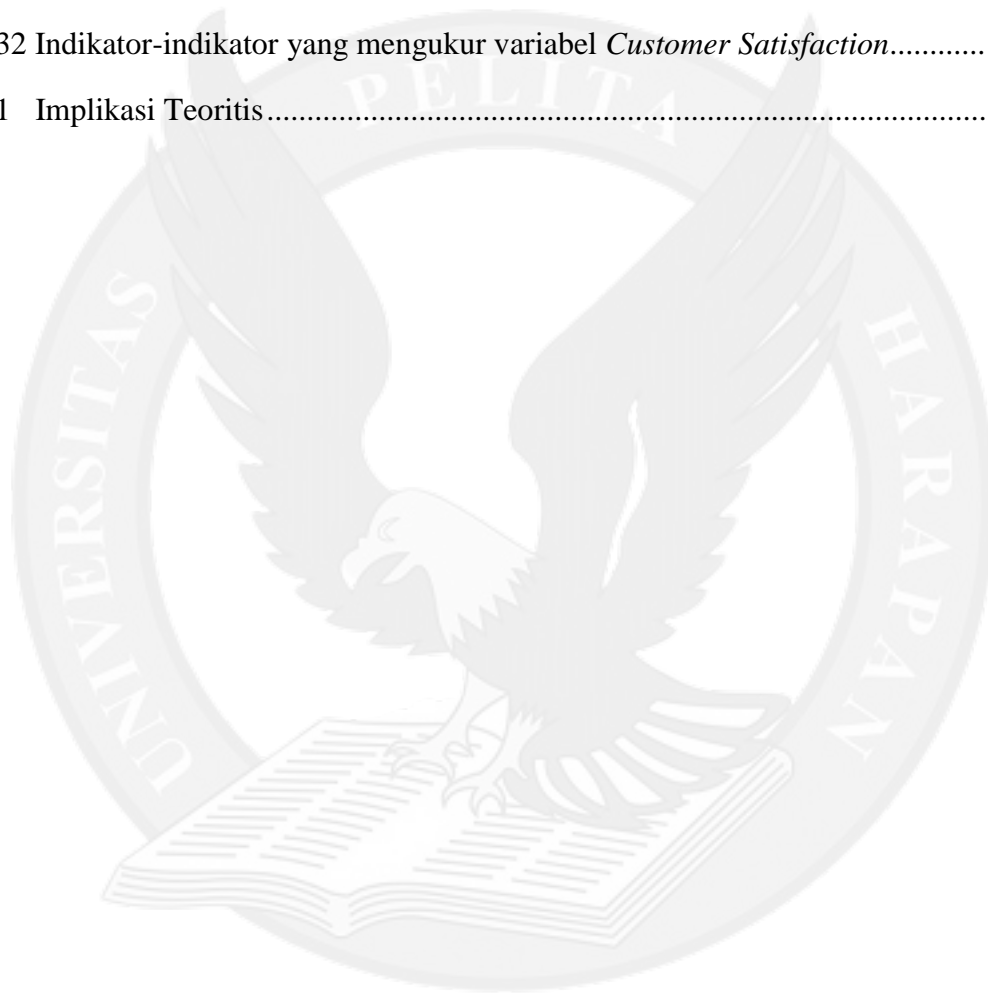 32 Indikator-indikator yang mengukur variabel Customer Satisfaction............
1 Implikasi Teoritis................................................................................
UNIVERSITAS PELITA HARAPAN